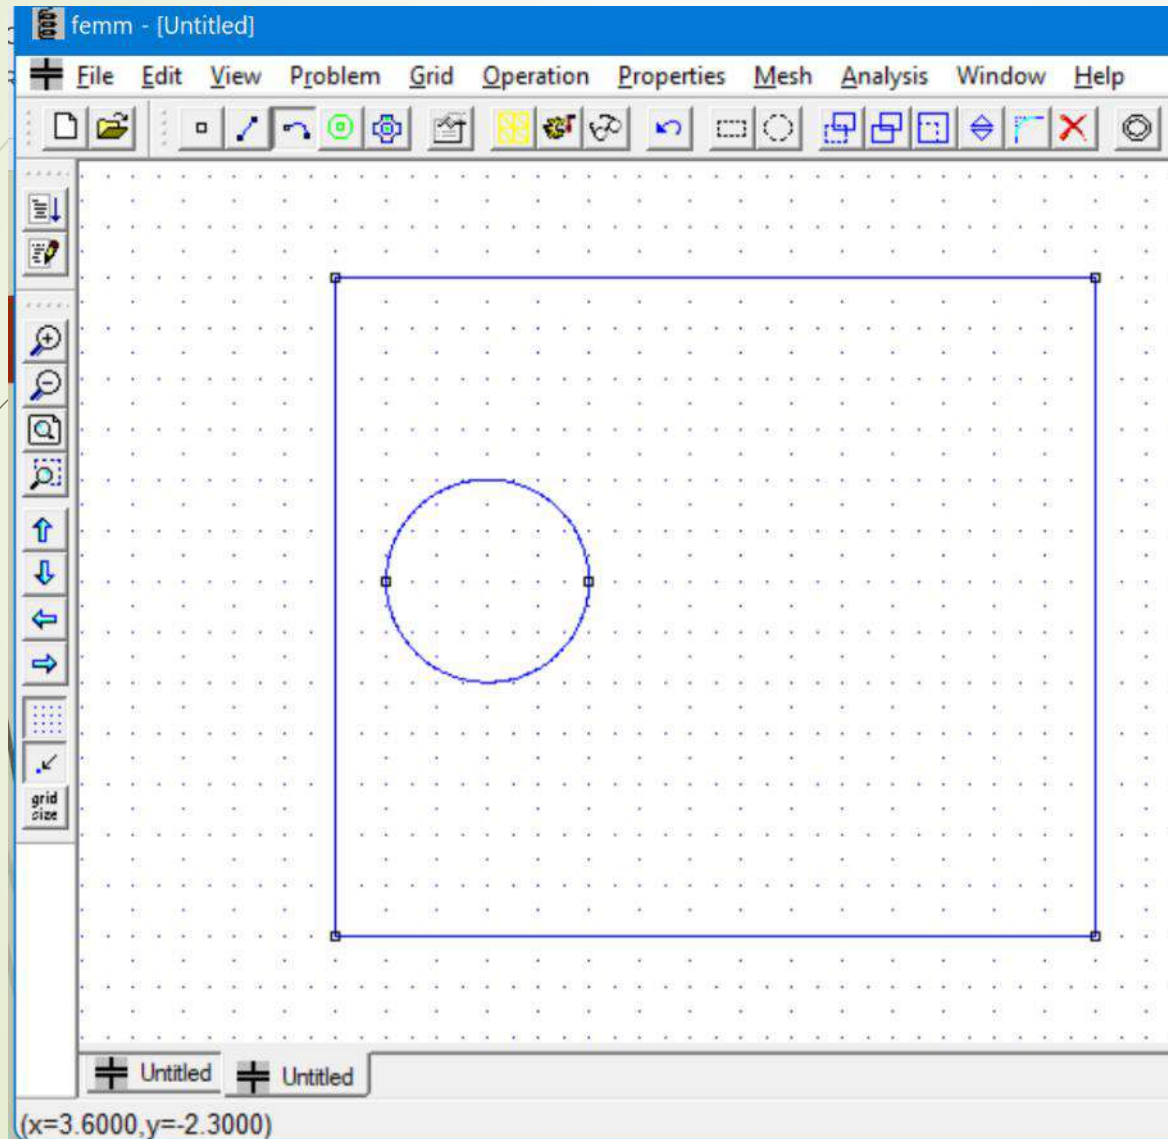 femm - [Untitled]
File Edit View Problem Grid Operation Properties Mesh Analysis Window Help
grid
size
Untitled Untitled
(x=3.6000,y=-2.3000)